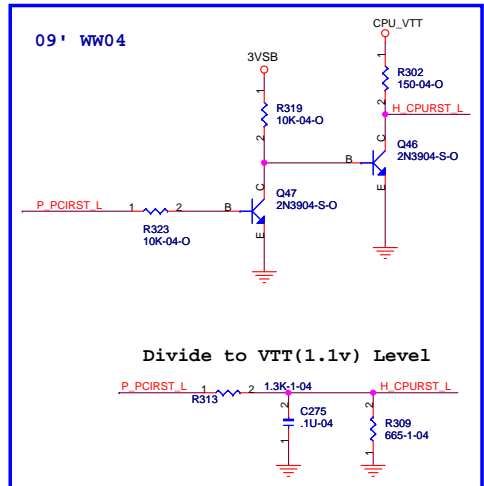 09' WW04
CPU_VTT
3VSB
1
R302
150-04-O
2
H_CPURST_L
1
R319
10K-04-O
2
C
Q46
2N3904-S-O
B
E
C
Q47
2N3904-S-O
P_PCIRST_L
1
2
B
R323
10K-04-O
E
Divide to VTT(1.1v) Level
P_PCIRST_L
1
2
1.3K-1-04
H_CPURST_L
R313
2
C275
.1U-04
1
2
R309
665-1-04
1